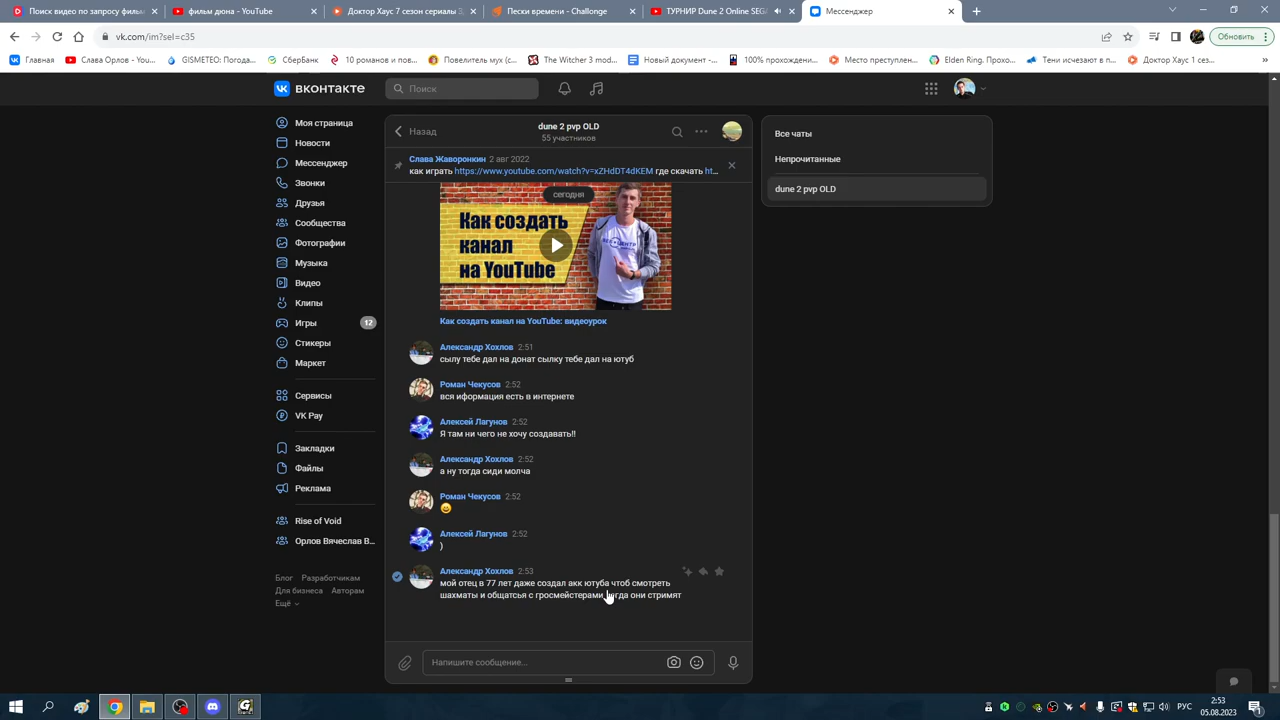 Поиск видео по запросу фильм
фильм дюна - YouTube
Доктор Хаус 7 сезон сериалы
Пески времени - Challonge
ТУРНИР Dune 2 Online SEGA
Мессенджер
vk.com/im?sel=c35
Обновить
Главная
Слава Орлов - You...
GISMETEO: Погода...
СберБанк
10 романов и пов...
Повелитель мух (с...
The Witcher 3 mod...
Новый документ -...
100% прохождени...
Место преступлен...
Elden Ring. Прохо...
Тени исчезают в п...
Доктор Хаус 1 сез...
вконтакте
Поиск
Моя страница
Новости
Мессенджер
Звонки
Друзья
Сообщества
Фотографии
Музыка
Видео
Клипы
Игры
12
Стикеры
Маркет
Сервисы
VK Pay
Закладки
Файлы
Реклама
Rise of Void
Орлов Вячеслав В...
Блог Разработчикам
Для бизнеса Авторам
Ещё
Назад
dune 2 pvp OLD
55 участников
Слава Жаворонкин 2 авг 2022
как играть https://www.youtube.com/watch?v=xZHdDT4dKEM где скачать ht...
сегодня
Как создать
канал
на YouTube
Как создать канал на YouTube: видеоурок
Александр Хохлов 2:51
сылу тебе дал на донат сылку тебе дал на ютуб
Роман Чекусов 2:52
вся иформация есть в интернете
Алексей Лагунов 2:52
Я там ни чего не хочу создавать!!
Александр Хохлов 2:52
а ну тогда сиди молча
Роман Чекусов 2:52
Алексей Лагунов 2:52
)
Александр Хохлов 2:53
мой отец в 77 лет даже создал акк ютуба чтоб смотреть
шахматы и общатсья с гросмейстерами когда они стримят
Напишите сообщение...
Все чаты
Непрочитанные
dune 2 pvp OLD
РУС
2:53
05.08.2023